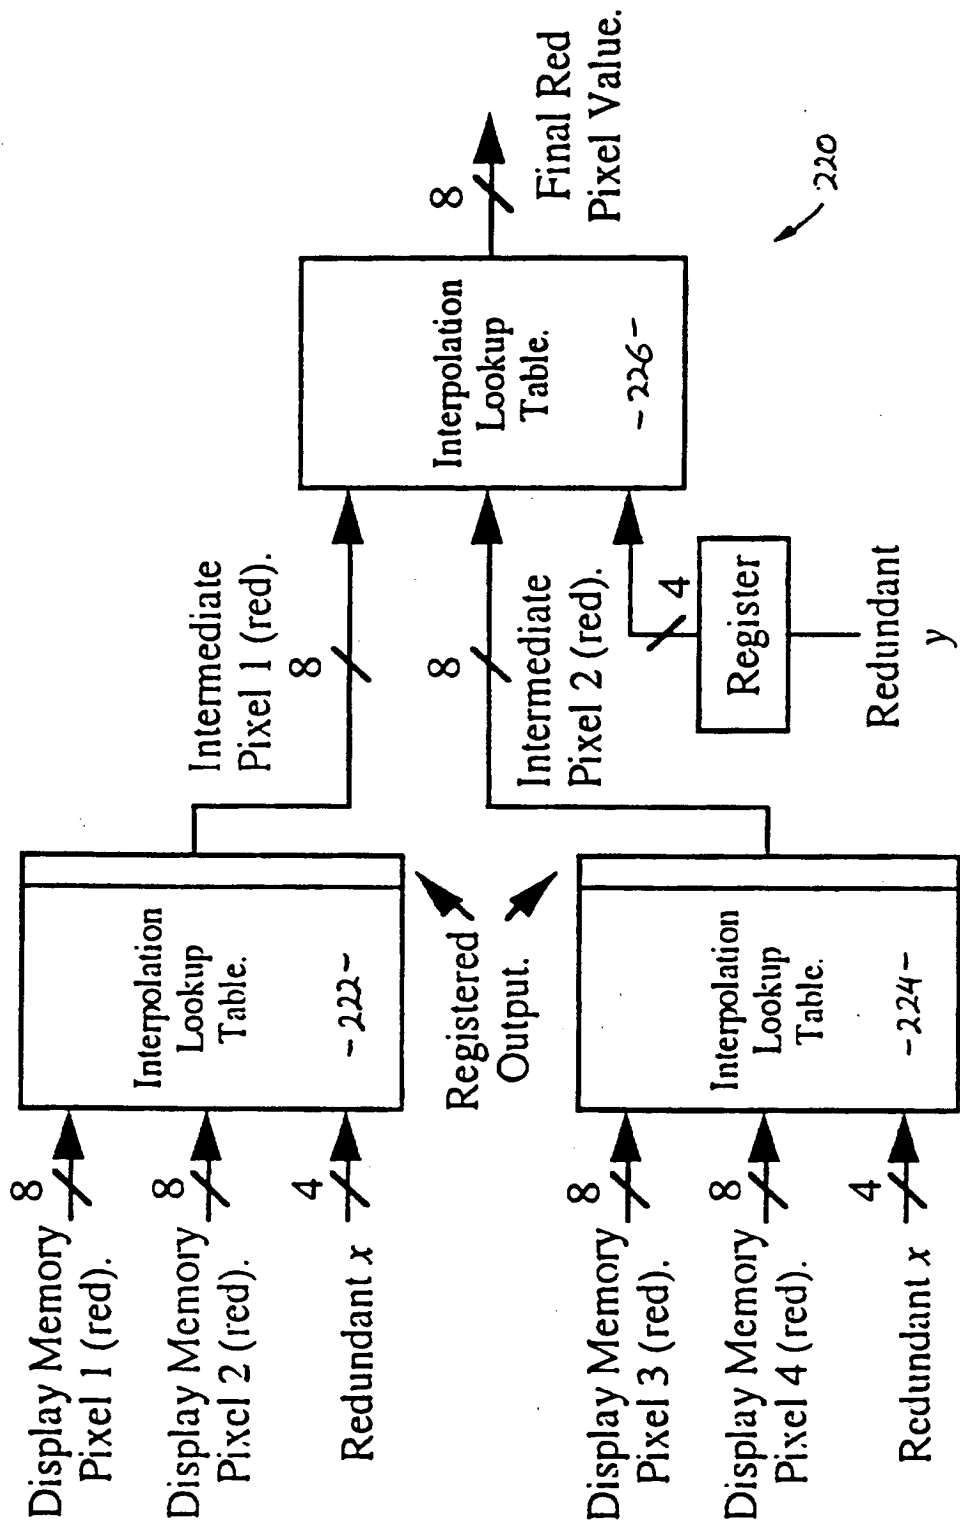 Display Memory
Pixel 1 (red).
8
Display Memory
Pixel 2 (red).
8
Redundant x
4
Interpolation
Lookup
Table.
-222-
Registered
Output.
Display Memory
Pixel 3 (red).
8
Display Memory
Pixel 4 (red).
8
Redundant x
4
Interpolation
Lookup
Table.
-224-
Intermediate
Pixel 1 (red).
8
Intermediate
Pixel 2 (red).
8
4
Register
Redundant
y
Interpolation
Lookup
Table.
-226-
8
Final Red
Pixel Value.
220